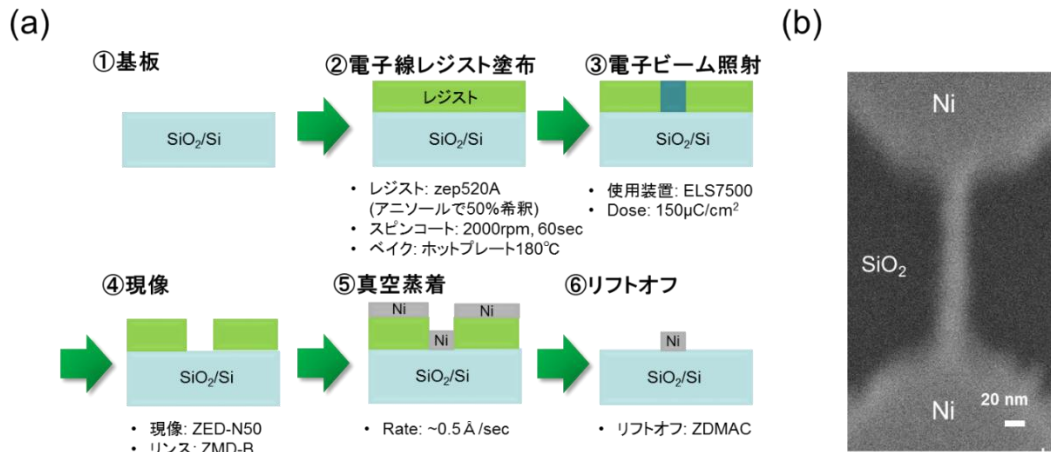 (a)
①基板
SiO2/Si
②電子線レジスト塗布
レジスト
SiO2/Si
• レジスト: zep520A
(アニソールで50%希釈)
• スピンコート: 2000rpm, 60sec
• ベイク: ホットプレート180℃
③電子ビーム照射
SiO2/Si
• 使用装置: ELS7500
• Dose: 150μC/cm2
④現像
SiO2/Si
• 現像: ZED-N50
• リンス: ZMD-B
⑤真空蒸着
Ni
Ni
Ni
SiO2/Si
• Rate: ~0.5Å/sec
⑥リフトオフ
Ni
SiO2/Si
• リフトオフ: ZDMAC
(b)
Ni
SiO2
20 nm
Ni